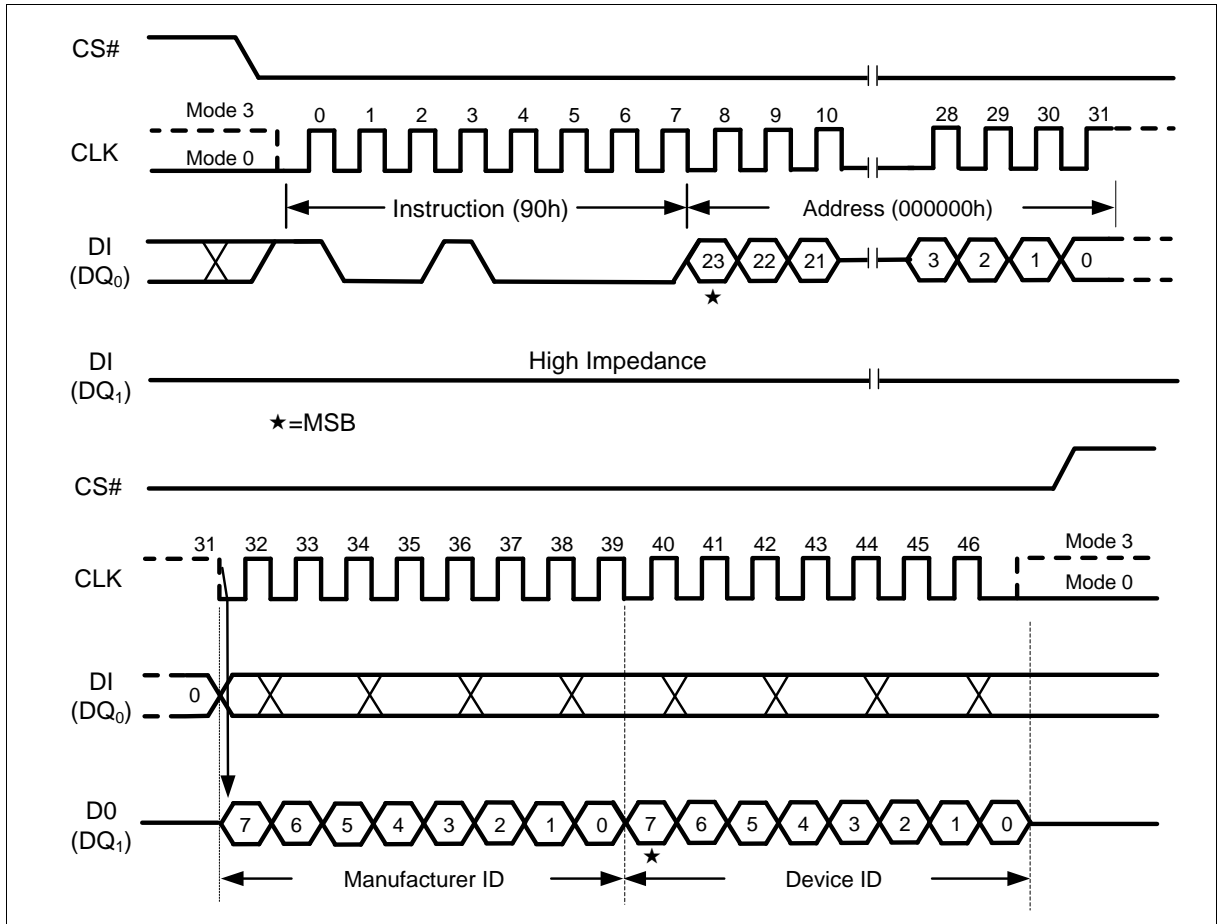 CS#
Mode 3
0 1 2 3 4 5 6 7 8 9 10 28 29 30 31
CLK
Mode 0
Instruction (90h) Address (000000h)
DI
(DQ0)
23 22 21 3 2 1 0
★
DI
(DQ1)
High Impedance
★=MSB
CS#
31 32 33 34 35 36 37 38 39 40 41 42 43 44 45 46
Mode 3
CLK
Mode 0
DI
(DQ0)
0
D0
(DQ1)
7 6 5 4 3 2 1 0 7 6 5 4 3 2 1 0
★
Manufacturer ID Device ID